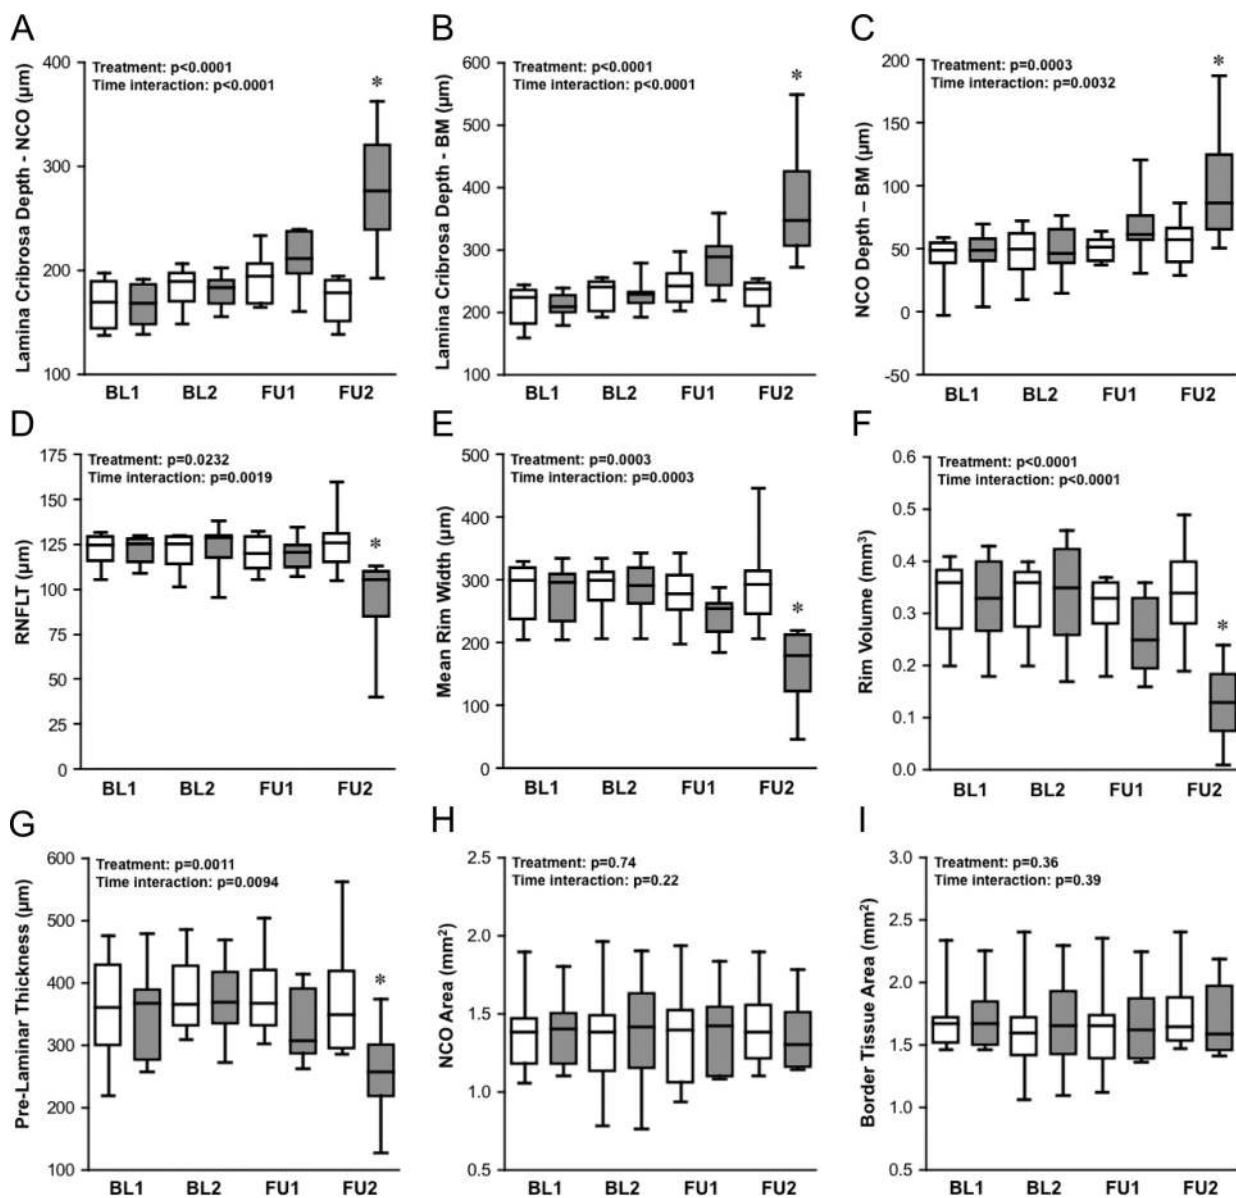 A
Treatment: p<0.0001
Time interaction: p<0.0001
*
Lamina Cribrosa Depth - NCO (µm)
400
300
200
100
BL1 BL2 FU1 FU2
B
Treatment: p<0.0001
Time interaction: p<0.0001
*
Lamina Cribrosa Depth - BM (µm)
600
500
400
300
200
100
BL1 BL2 FU1 FU2
C
Treatment: p=0.0003
Time interaction: p=0.0032
*
NCO Depth – BM (µm)
200
150
100
50
0
-50
BL1 BL2 FU1 FU2
D
Treatment: p=0.0232
Time interaction: p=0.0019
*
RNFLT (µm)
175
150
125
100
75
50
25
0
BL1 BL2 FU1 FU2
E
Treatment: p=0.0003
Time interaction: p=0.0003
*
Mean Rim Width (µm)
500
400
300
200
100
0
BL1 BL2 FU1 FU2
F
Treatment: p<0.0001
Time interaction: p<0.0001
*
Rim Volume (mm³)
0.6
0.5
0.4
0.3
0.2
0.1
0.0
BL1 BL2 FU1 FU2
G
Treatment: p=0.0011
Time interaction: p=0.0094
*
Pre-Laminar Thickness (µm)
600
500
400
300
200
100
BL1 BL2 FU1 FU2
H
Treatment: p=0.74
Time interaction: p=0.22
NCO Area (mm²)
2.5
2.0
1.5
1.0
0.5
BL1 BL2 FU1 FU2
I
Treatment: p=0.36
Time interaction: p=0.39
Border Tissue Area (mm²)
3.0
2.5
2.0
1.5
1.0
0.5
BL1 BL2 FU1 FU2